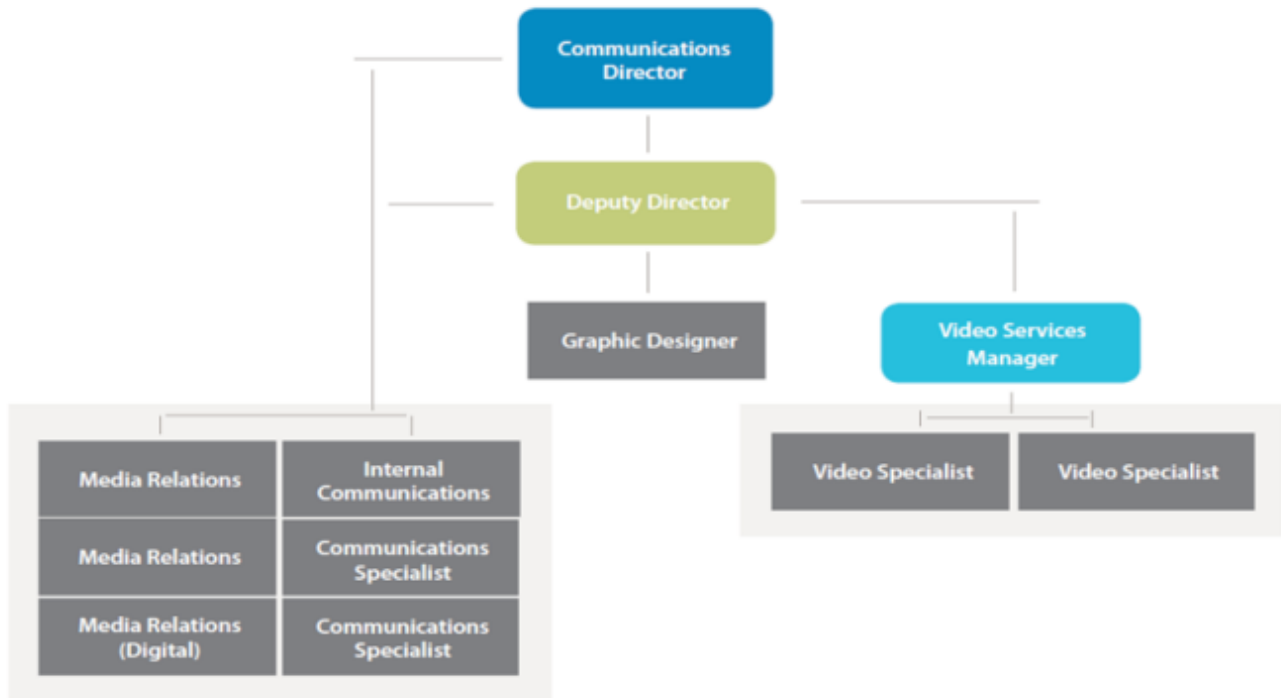 Communications
Director
Deputy Director
Graphic Designer
Video Services
Manager
Media Relations
Internal
Communications
Media Relations
Communications
Specialist
Media Relations
(Digital)
Communications
Specialist
Video Specialist
Video Specialist